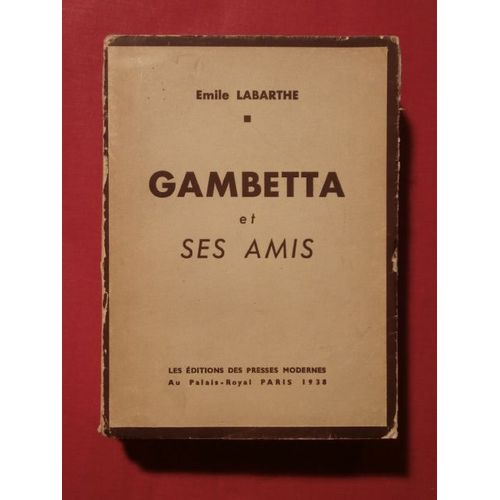 Emile LABARTHE
GAMBETTA
et
SES AMIS
LES ÉDITIONS DES PRESSES MODERNES
Au Palais-Royal PARIS 1938